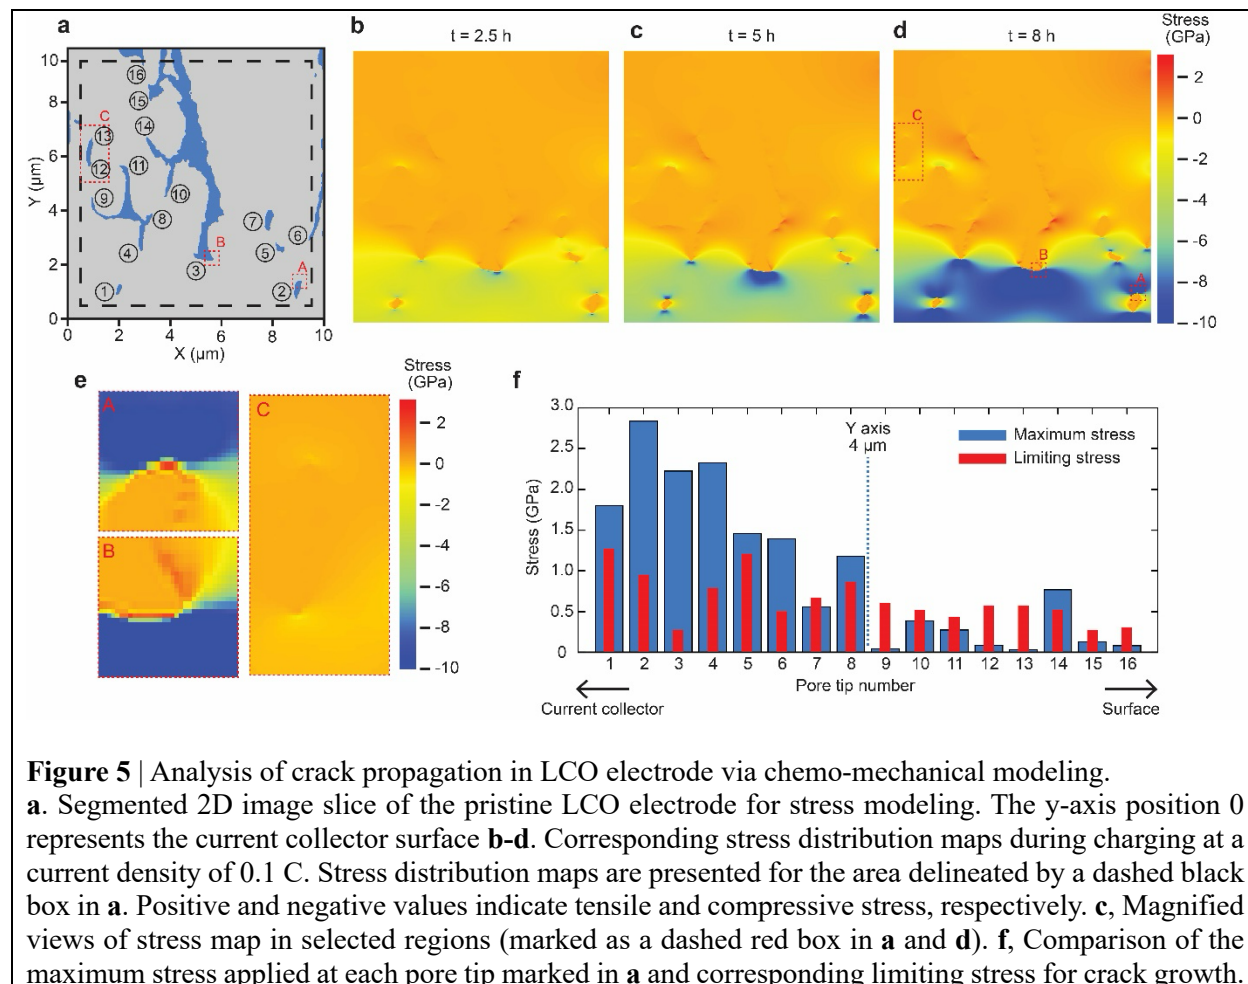 a
b
t = 2.5 h
c
t = 5 h
d
t = 8 h
Stress
(GPa)
2
0
-2
-4
-6
-8
-10
10
8
6
4
2
0
Y (µm)
0
2
4
6
8
10
X (µm)
16
15
C
14
13
12
11
9
10
8
7
6
4
5
B
3
A
1
2
C
B
A
e
Stress
(GPa)
A
B
C
2
0
-2
-4
-6
-8
-10
f
3.0
2.5
2.0
1.5
1.0
0.5
0
Stress (GPa)
Y axis
4 µm
Maximum stress
Limiting stress
1 2 3 4 5 6 7 8 9 10 11 12 13 14 15 16
Pore tip number
Current collector
Surface
Figure 5 | Analysis of crack propagation in LCO electrode via chemo-mechanical modeling.
a. Segmented 2D image slice of the pristine LCO electrode for stress modeling. The y-axis position 0
represents the current collector surface b-d. Corresponding stress distribution maps during charging at a
current density of 0.1 C. Stress distribution maps are presented for the area delineated by a dashed black
box in a. Positive and negative values indicate tensile and compressive stress, respectively. c, Magnified
views of stress map in selected regions (marked as a dashed red box in a and d). f, Comparison of the
maximum stress applied at each pore tip marked in a and corresponding limiting stress for crack growth.